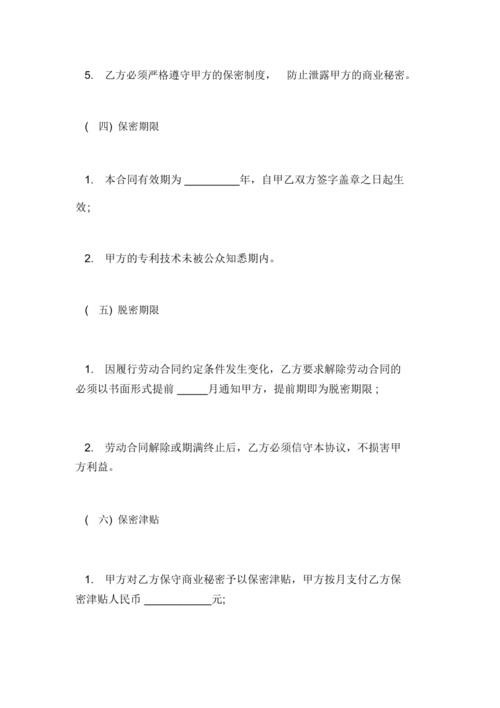 5. 乙方必须严格遵守甲方的保密制度， 防止泄露甲方的商业秘密。
( 四) 保密期限
1. 本合同有效期为 _________年，自甲乙双方签字盖章之日起生
效;
2. 甲方的专利技术未被公众知悉期内。
( 五) 脱密期限
1. 因履行劳动合同约定条件发生变化，乙方要求解除劳动合同的
必须以书面形式提前 _____月通知甲方，提前期即为脱密期限 ;
2. 劳动合同解除或期满终止后，乙方必须信守本协议，不损害甲
方利益。
( 六) 保密津贴
1. 甲方对乙方保守商业秘密予以保密津贴，甲方按月支付乙方保
密津贴人民币 ___________元;